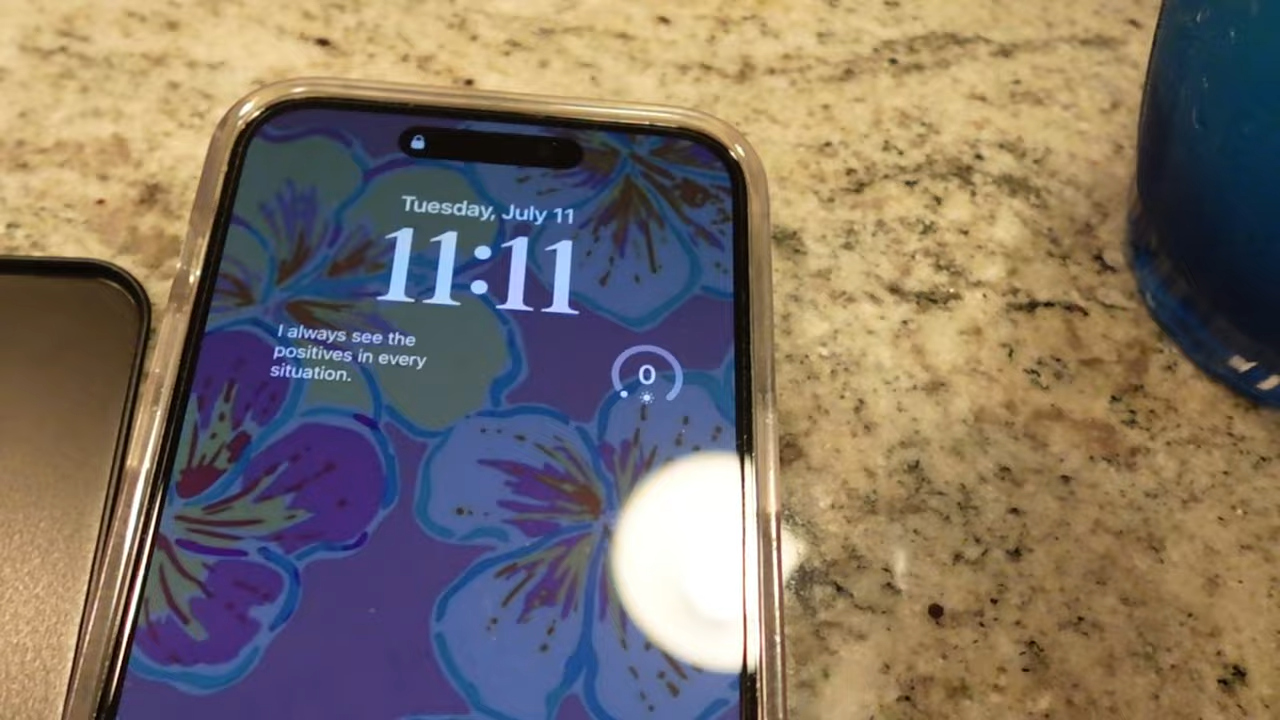 Tuesday, July 11
11:11
I always see the
positives in every
situation.
0